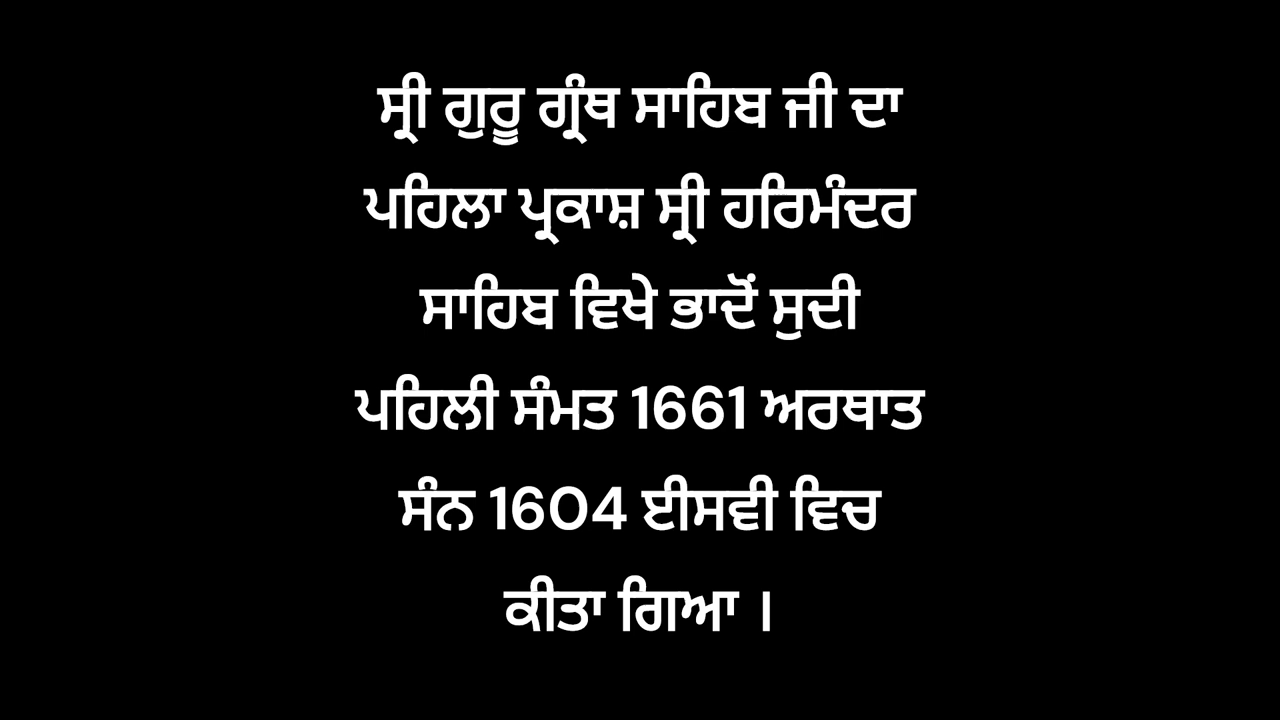 ਸ੍ਰੀ ਗੁਰੂ ਗ੍ਰੰਥ ਸਾਹਿਬ ਜੀ ਦਾ
ਪਹਿਲਾ ਪ੍ਰਕਾਸ਼ ਸ੍ਰੀ ਹਰਿਮੰਦਰ
ਸਾਹਿਬ ਵਿਖੇ ਭਾਦੋਂ ਸੁਦੀ
ਪਹਿਲੀ ਸੰਮਤ 1661 ਅਰਥਾਤ
ਸੰਨ 1604 ਈਸਵੀ ਵਿਚ
ਕੀਤਾ ਗਿਆ ।